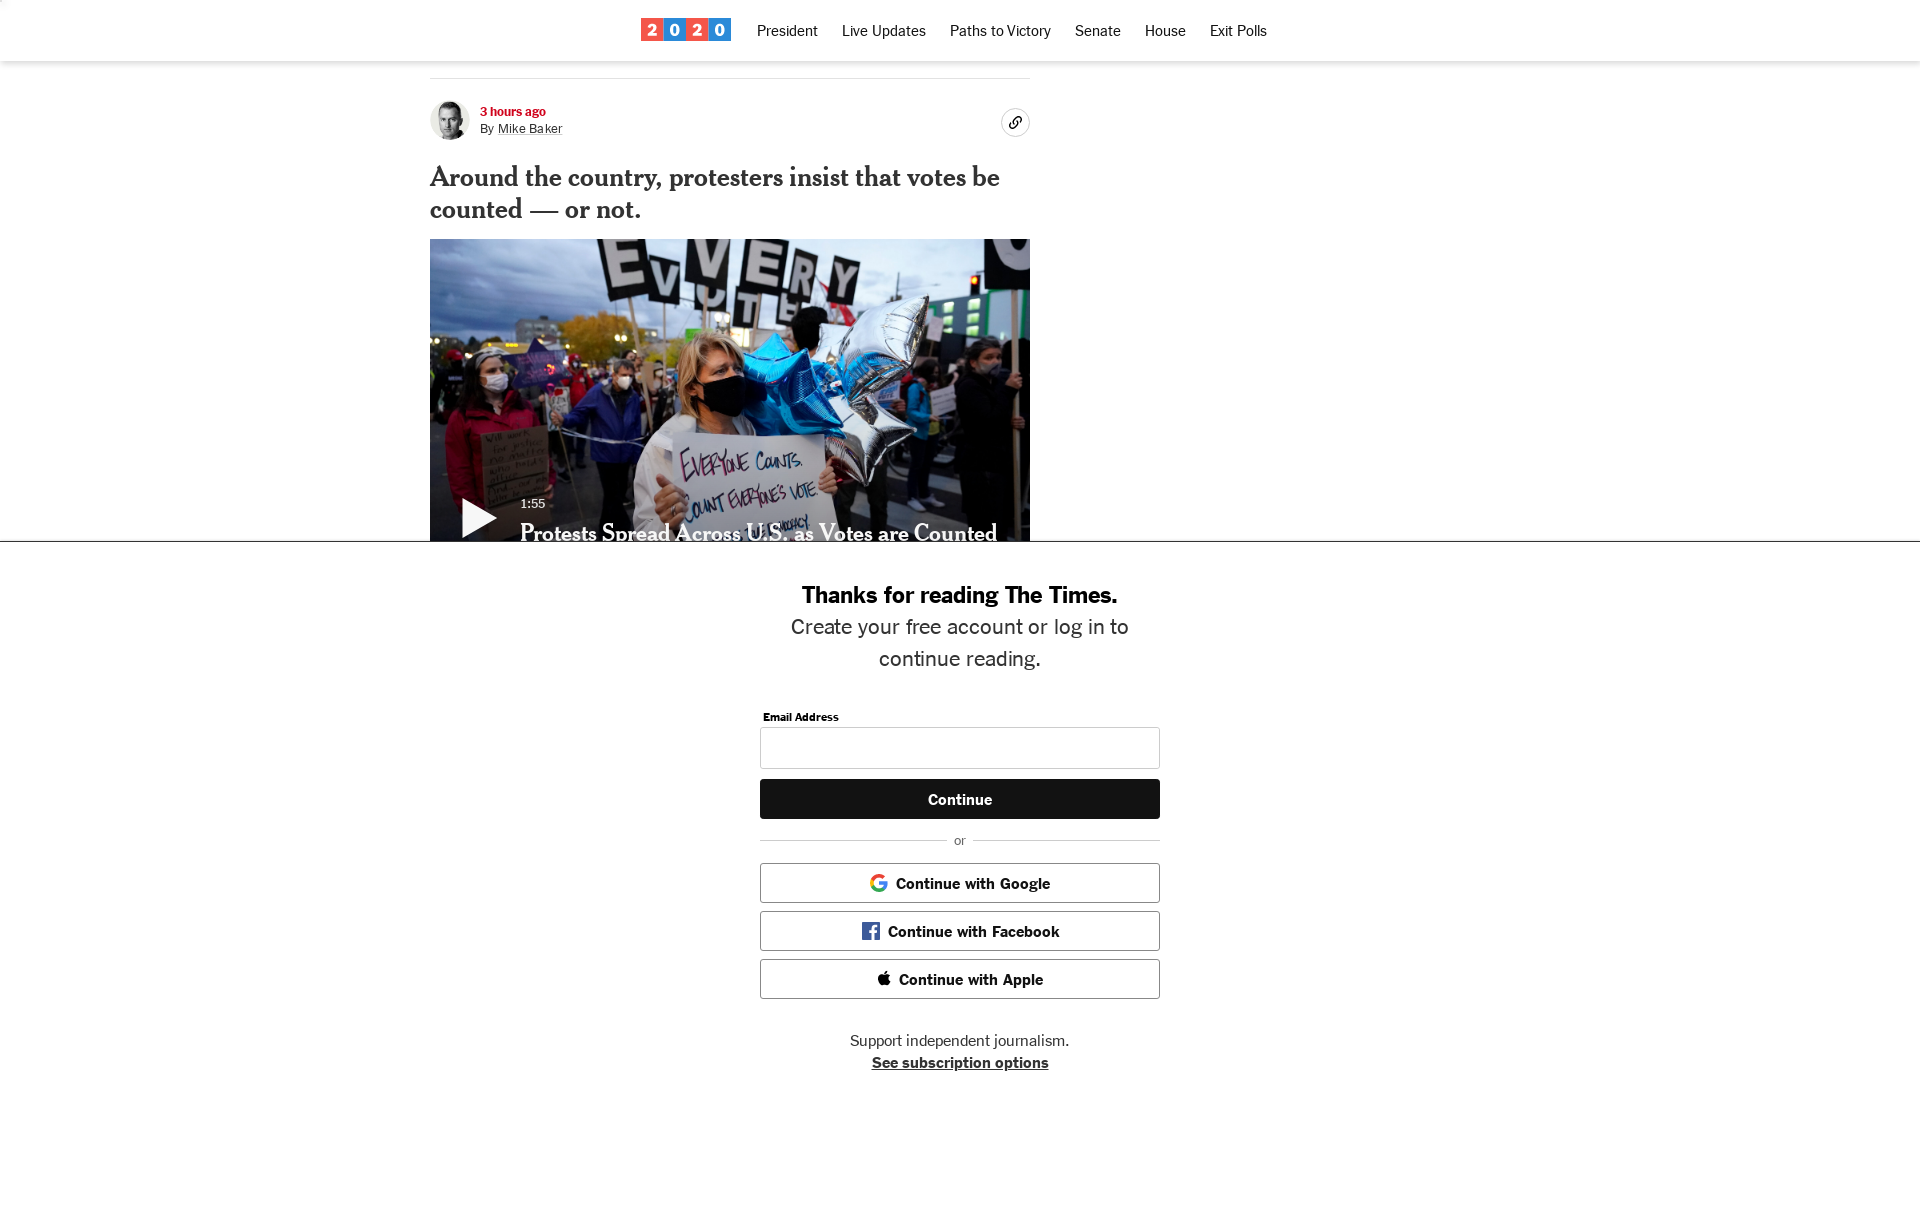 2020 President Live Updates Paths to Victory Senate House Exit Polls
3 hours ago
By Mike Baker
Around the country, protesters insist that votes be
counted — or not.
EVERY
EVERY
VOTE
EVERYONE COUNTS.
COUNT EVERYONE'S VOTE.
1:55
Protests Spread Across U.S. as Votes are Counted
Thanks for reading The Times.
Create your free account or log in to
continue reading.
Email Address
Continue
or
Continue with Google
Continue with Facebook
Continue with Apple
Support independent journalism.
See subscription options